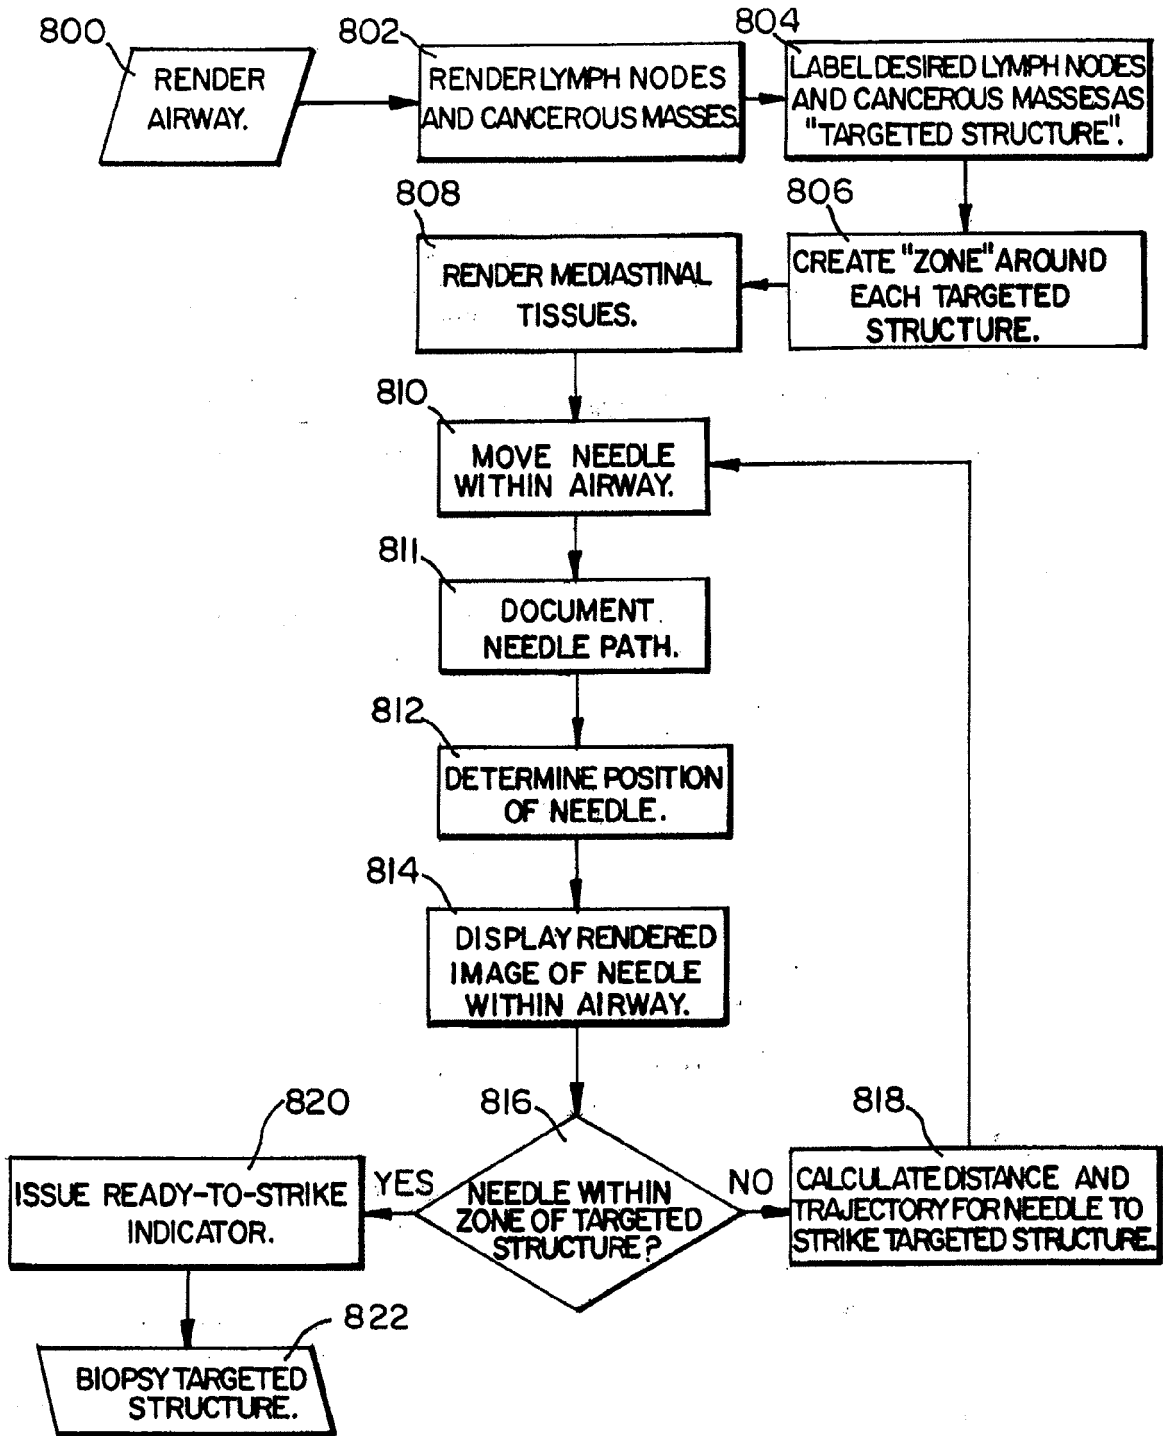 800
RENDER
AIRWAY.
802
RENDER LYMPH NODES
AND CANCEROUS MASSES.
804
LABEL DESIRED LYMPH NODES
AND CANCEROUS MASSES AS
"TARGETED STRUCTURE".
806
CREATE "ZONE" AROUND
EACH TARGETED
STRUCTURE.
808
RENDER MEDIASTINAL
TISSUES.
810
MOVE NEEDLE
WITHIN AIRWAY.
811
DOCUMENT
NEEDLE PATH.
812
DETERMINE POSITION
OF NEEDLE.
814
DISPLAY RENDERED
IMAGE OF NEEDLE
WITHIN AIRWAY.
816
NEEDLE WITHIN
ZONE OF TARGETED
STRUCTURE?
NO
818
CALCULATE DISTANCE AND
TRAJECTORY FOR NEEDLE TO
STRIKE TARGETED STRUCTURE.
YES
820
ISSUE READY-TO-STRIKE
INDICATOR.
822
BIOPSY TARGETED
STRUCTURE.